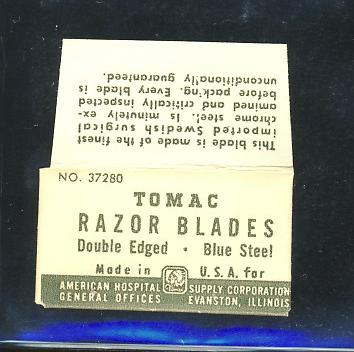 This blade is made of the finest
imported Swedish surgical
chrome steel. Is minutely ex-
amined and critically inspected
before packing. Every blade is
unconditionally guaranteed.
NO. 37280
TOMAC
RAZOR BLADES
Double Edged • Blue Steel
Made in U.S.A. for
AMERICAN HOSPITAL SUPPLY CORPORATION
GENERAL OFFICES EVANSTON, ILLINOIS